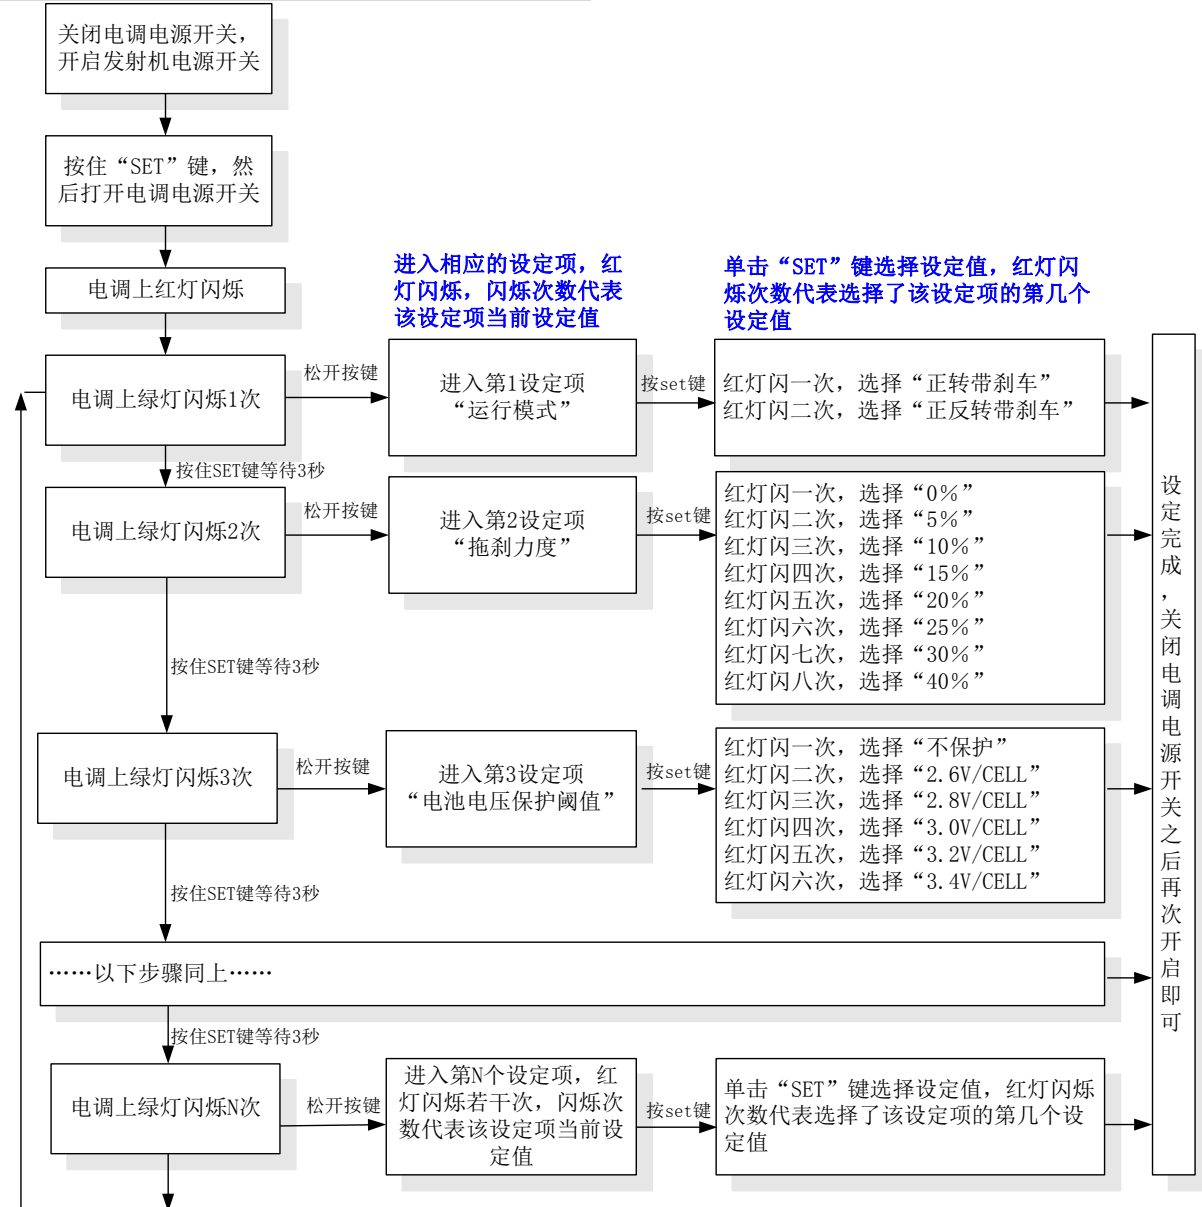 关闭电调电源开关，
开启发射机电源开关
按住“SET”键，然
后打开电调电源开关
电调上红灯闪烁
进入相应的设定项，红
灯闪烁，闪烁次数代表
该设定项当前设定值
单击“SET”键选择设定值，红灯闪
烁次数代表选择了该设定项的第几个
设定值
电调上绿灯闪烁1次
松开按键
进入第1设定项
“运行模式”
按set键
红灯闪一次，选择“正转带刹车”
红灯闪二次，选择“正反转带刹车”
按住SET键等待3秒
电调上绿灯闪烁2次
松开按键
进入第2设定项
“拖刹力度”
按set键
红灯闪一次，选择“0％”
红灯闪二次，选择“5％”
红灯闪三次，选择“10％”
红灯闪四次，选择“15％”
红灯闪五次，选择“20％”
红灯闪六次，选择“25％”
红灯闪七次，选择“30％”
红灯闪八次，选择“40％”
按住SET键等待3秒
电调上绿灯闪烁3次
松开按键
进入第3设定项
“电池电压保护阈值”
按set键
红灯闪一次，选择“不保护”
红灯闪二次，选择“2.6V/CELL”
红灯闪三次，选择“2.8V/CELL”
红灯闪四次，选择“3.0V/CELL”
红灯闪五次，选择“3.2V/CELL”
红灯闪六次，选择“3.4V/CELL”
按住SET键等待3秒
……以下步骤同上……
按住SET键等待3秒
电调上绿灯闪烁N次
松开按键
进入第N个设定项，红
灯闪烁若干次，闪烁次
数代表该设定项当前设
定值
按set键
单击“SET”键选择设定值，红灯闪烁
次数代表选择了该设定项的第几个设
定值
设定完成，关闭电调电源开关之后再次开启即可